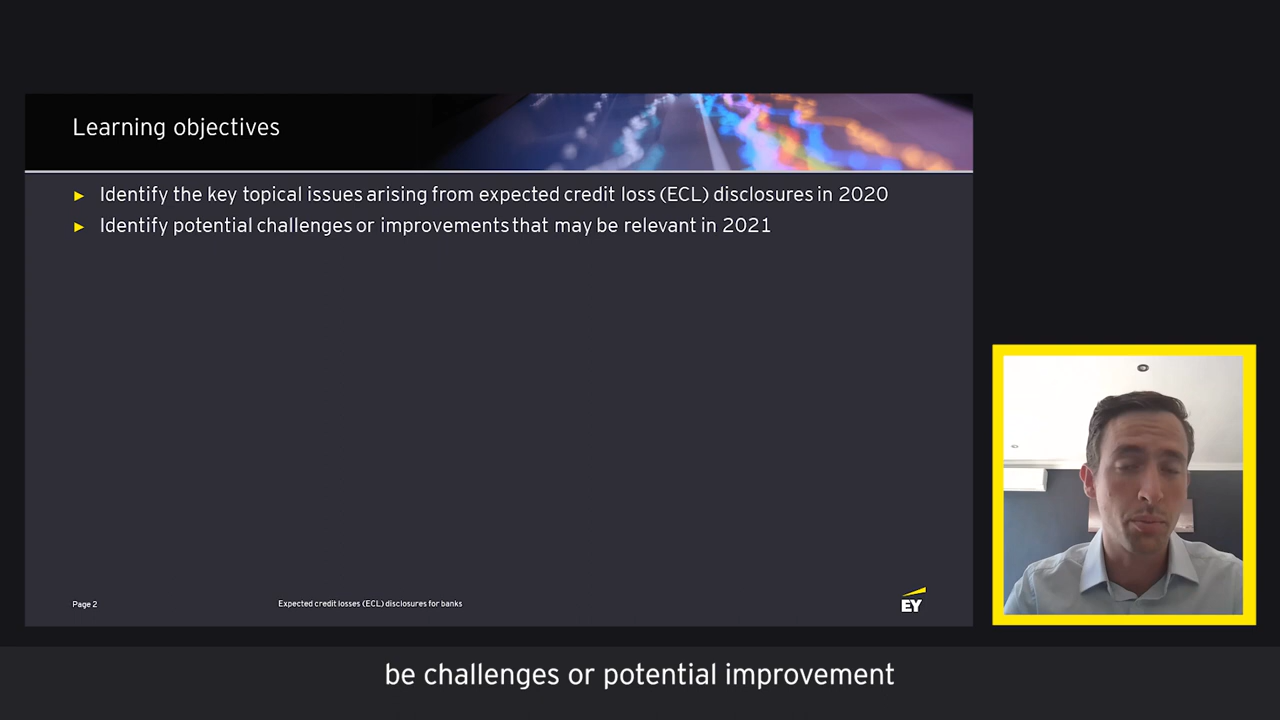 Learning objectives
► Identify the key topical issues arising from expected credit loss (ECL) disclosures in 2020
► Identify potential challenges or improvements that may be relevant in 2021
Page 2
Expected credit losses (ECL) disclosures for banks
EY
be challenges or potential improvement